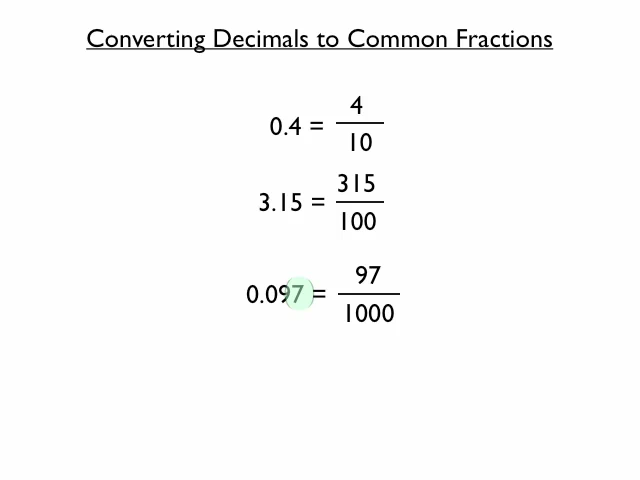 Converting Decimals to Common Fractions
0.4 = 4/10
3.15 = 315/100
0.097 = 97/1000